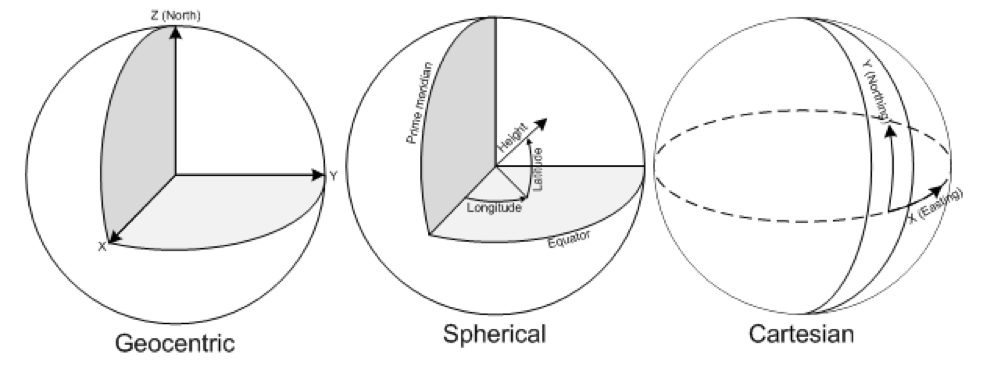 Z (North)
Y
X
Geocentric
Prime meridian
Height
Latitude
Longitude
Equator
Spherical
Y (Northing)
X (Easting)
Cartesian